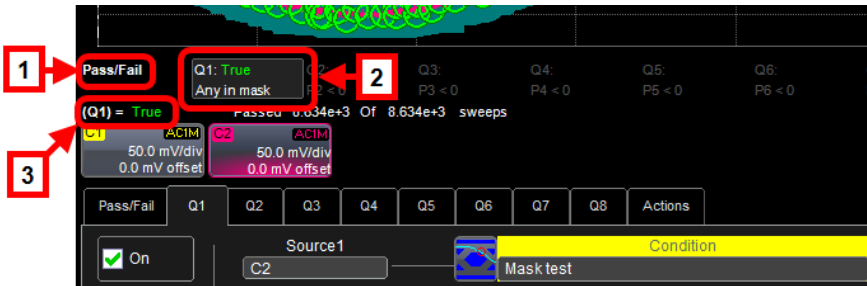 1
Pass/Fail
Q1: True
Any in mask
2
P2 < 0
Q3:
P3 < 0
Q4:
P4 < 0
Q5:
P5 < 0
Q6:
P6 < 0
(Q1) = True
Passed 8.634e+3 Of 8.634e+3 sweeps
3
C1 AC1M
50.0 mV/div
0.0 mV offset
C2 AC1M
50.0 mV/div
0.0 mV offset
Pass/Fail Q1 Q2 Q3 Q4 Q5 Q6 Q7 Q8 Actions
On
Source1
C2
Condition
Mask test